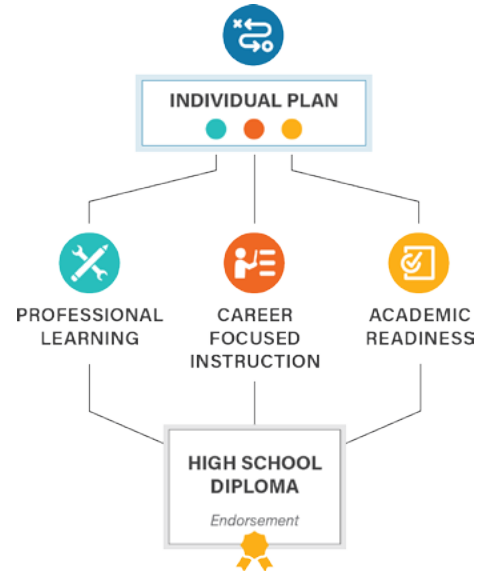 INDIVIDUAL PLAN
PROFESSIONAL
LEARNING
CAREER
FOCUSED
INSTRUCTION
ACADEMIC
READINESS
HIGH SCHOOL
DIPLOMA
Endorsement